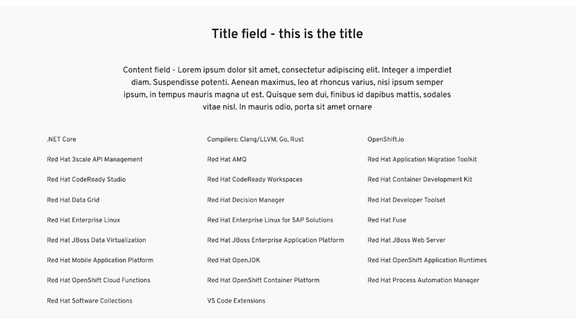 Title field - this is the title
Content field - Lorem ipsum dolor sit amet, consectetur adipiscing elit. Integer a imperdiet
diam. Suspendisse potenti. Aenean maximus, leo at rhoncus varius, nisi ipsum semper
ipsum, in tempus mauris magna ut est. Quisque sem dui, finibus id dapibus mattis, sodales
vitae nisl. In mauris odio, porta sit amet ornare
.NET Core
Compilers: Clang/LLVM, Go, Rust
OpenShift.io
Red Hat 3scale API Management
Red Hat AMQ
Red Hat Application Migration Toolkit
Red Hat CodeReady Studio
Red Hat CodeReady Workspaces
Red Hat Container Development Kit
Red Hat Data Grid
Red Hat Decision Manager
Red Hat Developer Toolset
Red Hat Enterprise Linux
Red Hat Enterprise Linux for SAP Solutions
Red Hat Fuse
Red Hat JBoss Data Virtualization
Red Hat JBoss Enterprise Application Platform
Red Hat JBoss Web Server
Red Hat Mobile Application Platform
Red Hat OpenJDK
Red Hat OpenShift Application Runtimes
Red Hat OpenShift Cloud Functions
Red Hat OpenShift Container Platform
Red Hat Process Automation Manager
Red Hat Software Collections
VS Code Extensions